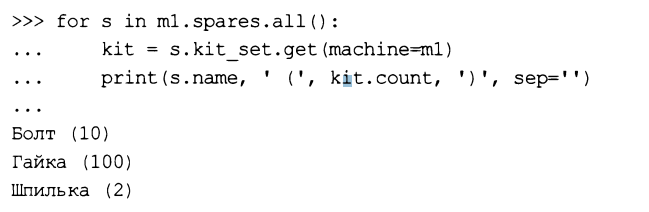 >>> for s in m1.spares.all():
...     kit = s.kit_set.get(machine=m1)
...     print(s.name, ' (', kit.count, ')', sep='')
...
Болт (10)
Гайка (100)
Шпилька (2)